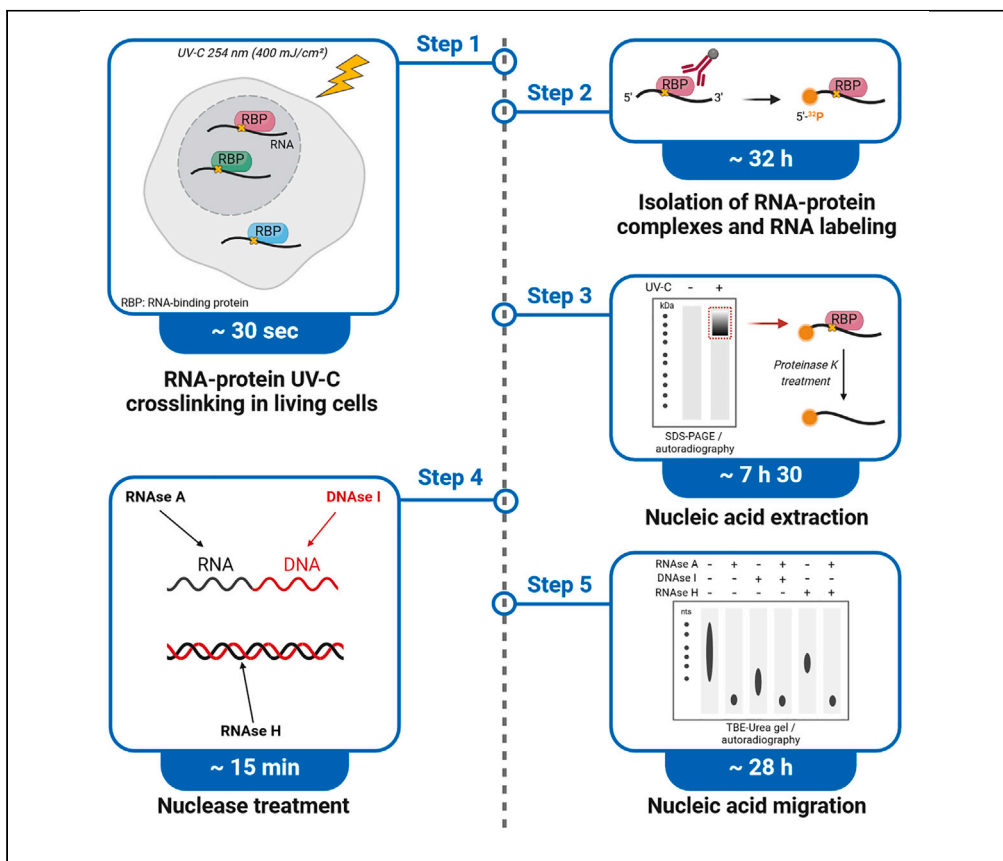 Step 1
UV-C 254 nm (400 mJ/cm²)
RBP
RNA
RBP
RBP
RBP: RNA-binding protein
~ 30 sec
RNA-protein UV-C
crosslinking in living cells
Step 2
RBP
5'
3'
RBP
5'-³²P
~ 32 h
Isolation of RNA-protein
complexes and RNA labeling
Step 3
UV-C - +
kDa
RBP
Proteinase K
treatment
SDS-PAGE /
autoradiography
~ 7 h 30
Nucleic acid extraction
Step 4
RNAse A
DNAse I
RNA
DNA
RNAse H
~ 15 min
Nuclease treatment
Step 5
RNAse A - + - + - +
DNAse I - - + + - -
RNAse H - - - - + +
nts
TBE-Urea gel /
autoradiography
~ 28 h
Nucleic acid migration